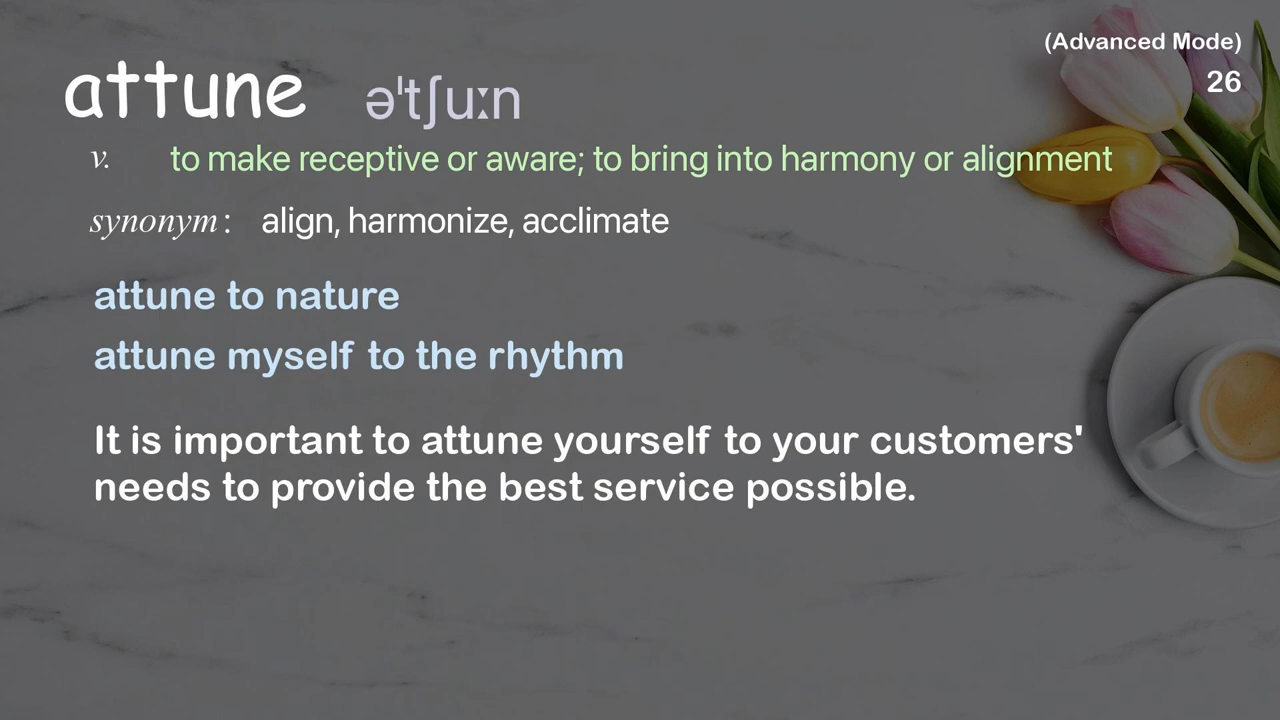 (Advanced Mode)
26
attune əˈtʃuːn
v. to make receptive or aware; to bring into harmony or alignment
synonym: align, harmonize, acclimate
attune to nature
attune myself to the rhythm
It is important to attune yourself to your customers'
needs to provide the best service possible.